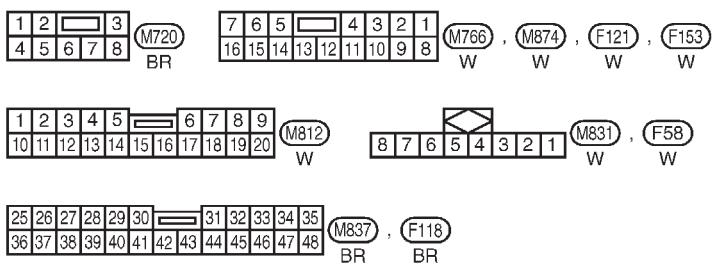 1 2 3 7 6 5 4 3 2 1
4 5 6 7 8 M720 16 15 14 13 12 11 10 9 8 M766 , M874 , F121 , F153
BR W W W W
1 2 3 4 5 6 7 8 9
10 11 12 13 14 15 16 17 18 19 20 M812 8 7 6 5 4 3 2 1 M831 , F58
W W W
25 26 27 28 29 30 31 32 33 34 35
36 37 38 39 40 41 42 43 44 45 46 47 48 M837 , F118
BR BR